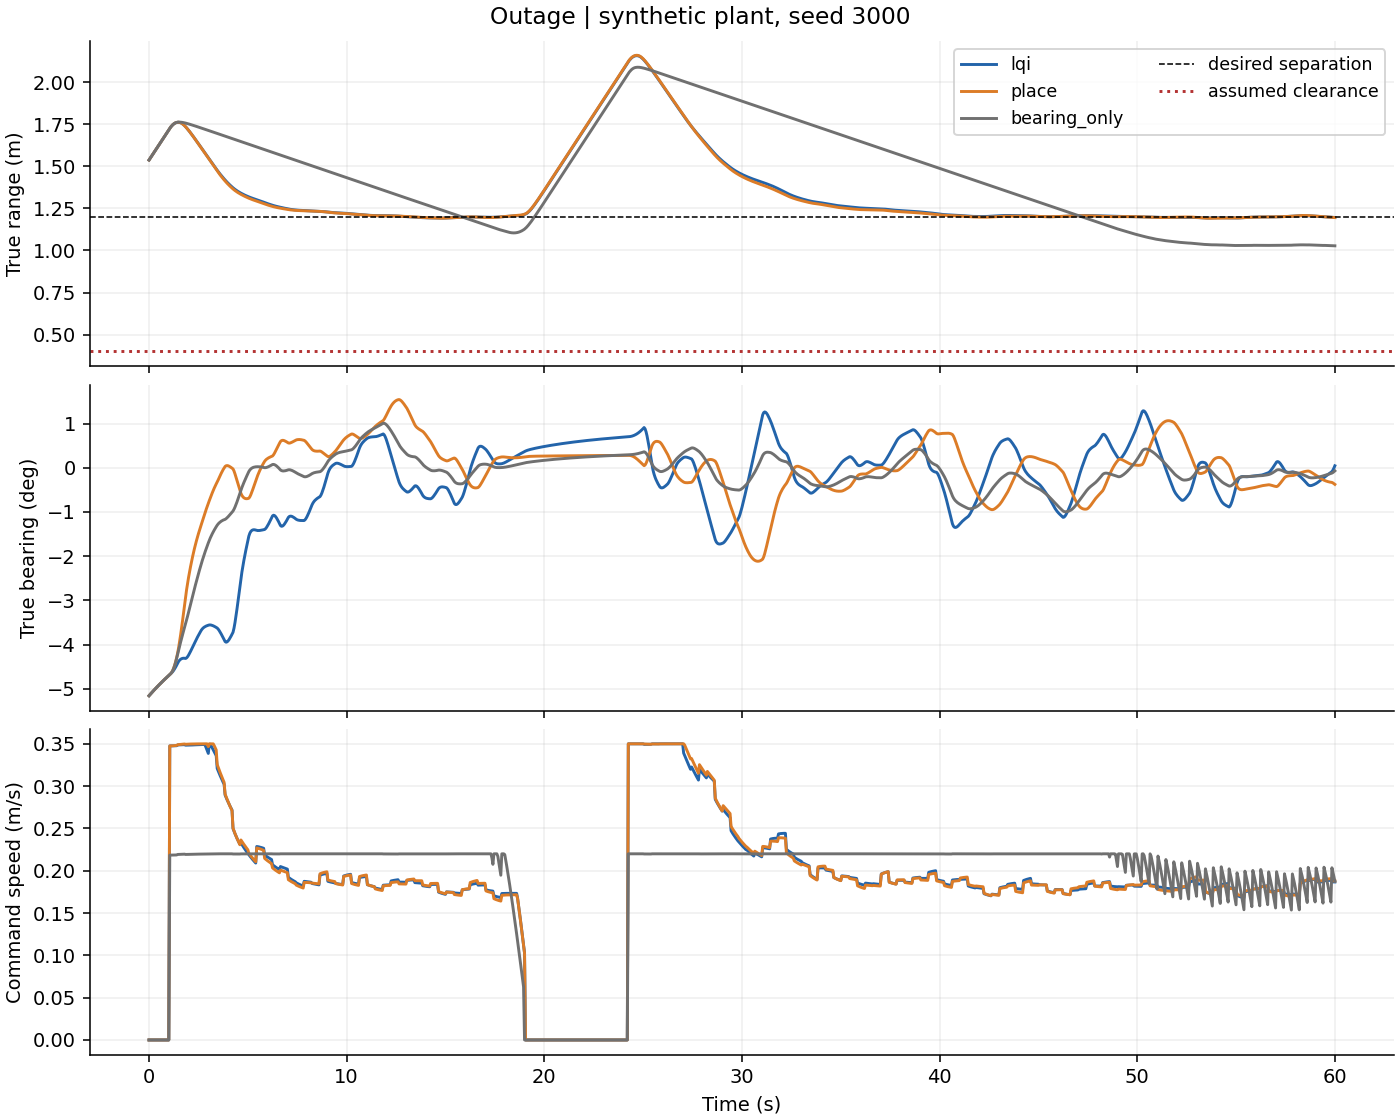 Outage | synthetic plant, seed 3000
lqi
place
bearing_only
desired separation
assumed clearance
True range (m)
2.00
1.75
1.50
1.25
1.00
0.75
0.50
True bearing (deg)
1
0
−1
−2
−3
−4
−5
Command speed (m/s)
0.35
0.30
0.25
0.20
0.15
0.10
0.05
0.00
0 10 20 30 40 50 60
Time (s)